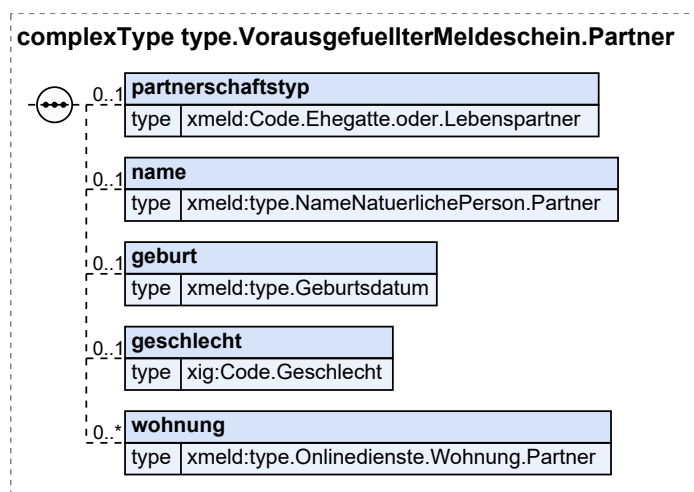 complexType type.VorausgefuellterMeldeschein.Partner
0..1 partnerschaftstyp
type xmeld:Code.Ehegatte.oder.Lebenspartner
0..1 name
type xmeld:type.NameNatuerlichePerson.Partner
0..1 geburt
type xmeld:type.Geburtsdatum
0..1 geschlecht
type xig:Code.Geschlecht
0..* wohnung
type xmeld:type.Onlinedienste.Wohnung.Partner